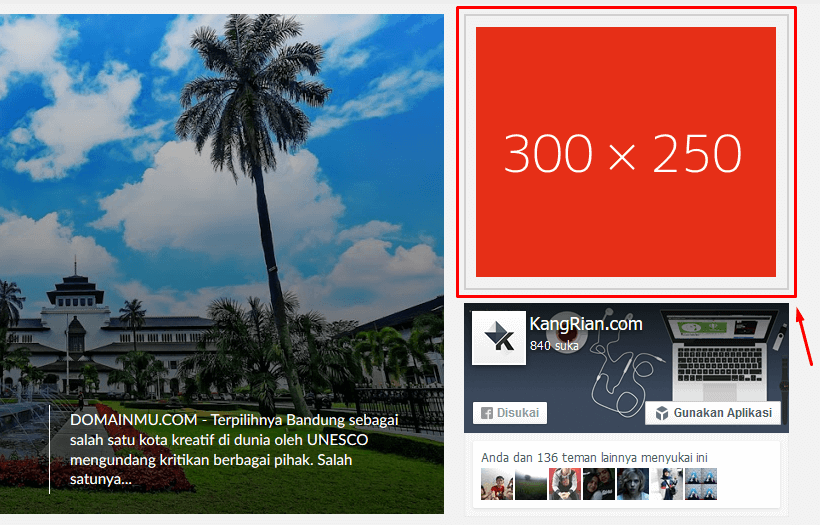 300 × 250
KangRian.com
840 suka
Disukai
Gunakan Aplikasi
DOMAINMU.COM - Terpilihnya Bandung sebagai
salah satu kota kreatif di dunia oleh UNESCO
mengundang kritikan berbagai pihak. Salah
satunya...
Anda dan 136 teman lainnya menyukai ini